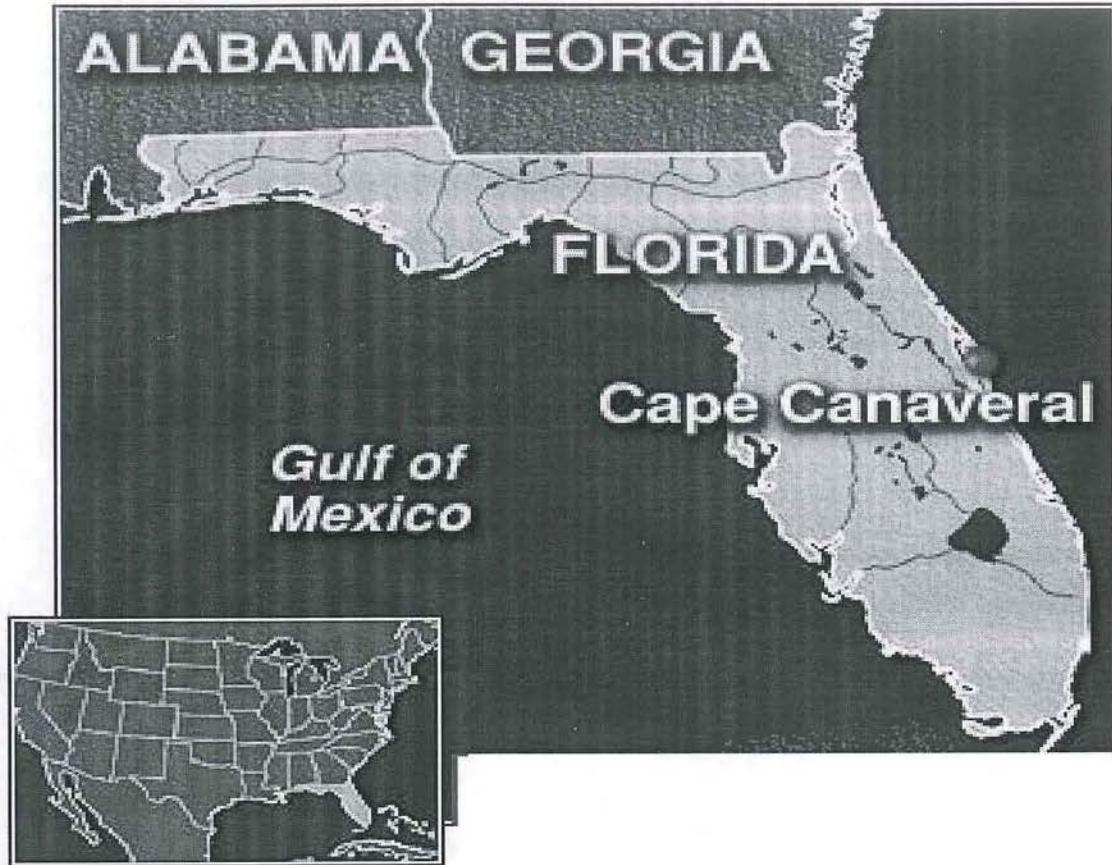 ALABAMA
GEORGIA
FLORIDA
Cape Canaveral
Gulf of
Mexico